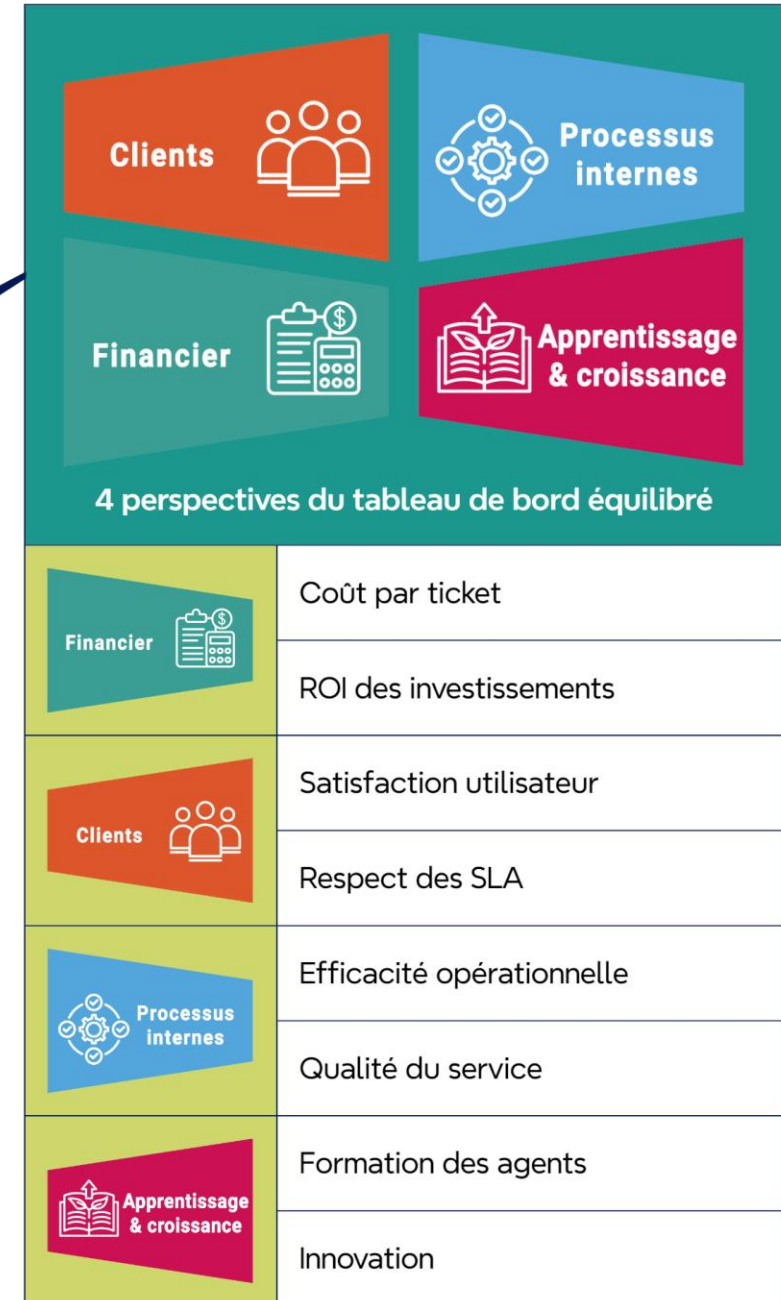 Clients
Processus
internes
Financier
Apprentissage
& croissance
4 perspectives du tableau de bord équilibré
Financier
Coût par ticket
ROI des investissements
Clients
Satisfaction utilisateur
Respect des SLA
Processus
internes
Efficacité opérationnelle
Qualité du service
Apprentissage
& croissance
Formation des agents
Innovation